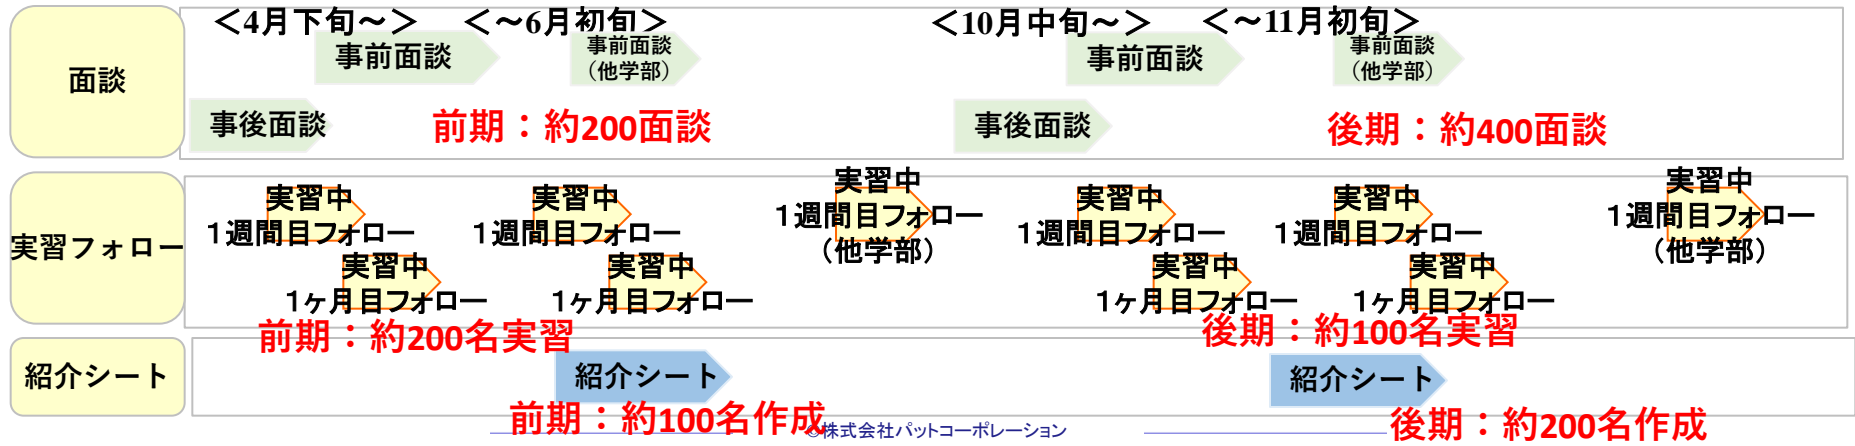 ＜4月下旬～＞
＜～6月初旬＞
＜10月中旬～＞
＜～11月初旬＞
面談
事前面談
事前面談
（他学部）
事前面談
事前面談
（他学部）
事後面談
前期：約200面談
事後面談
後期：約400面談
実習フォロー
実習中
１週間目フォロー
実習中
１週間目フォロー
実習中
１週間目フォロー
（他学部）
実習中
１週間目フォロー
実習中
１週間目フォロー
実習中
１週間目フォロー
（他学部）
実習中
１ヶ月目フォロー
実習中
１ヶ月目フォロー
実習中
１ヶ月目フォロー
実習中
１ヶ月目フォロー
前期：約200名実習
後期：約100名実習
紹介シート
紹介シート
紹介シート
前期：約100名作成
後期：約200名作成
©株式会社パットコーポレーション